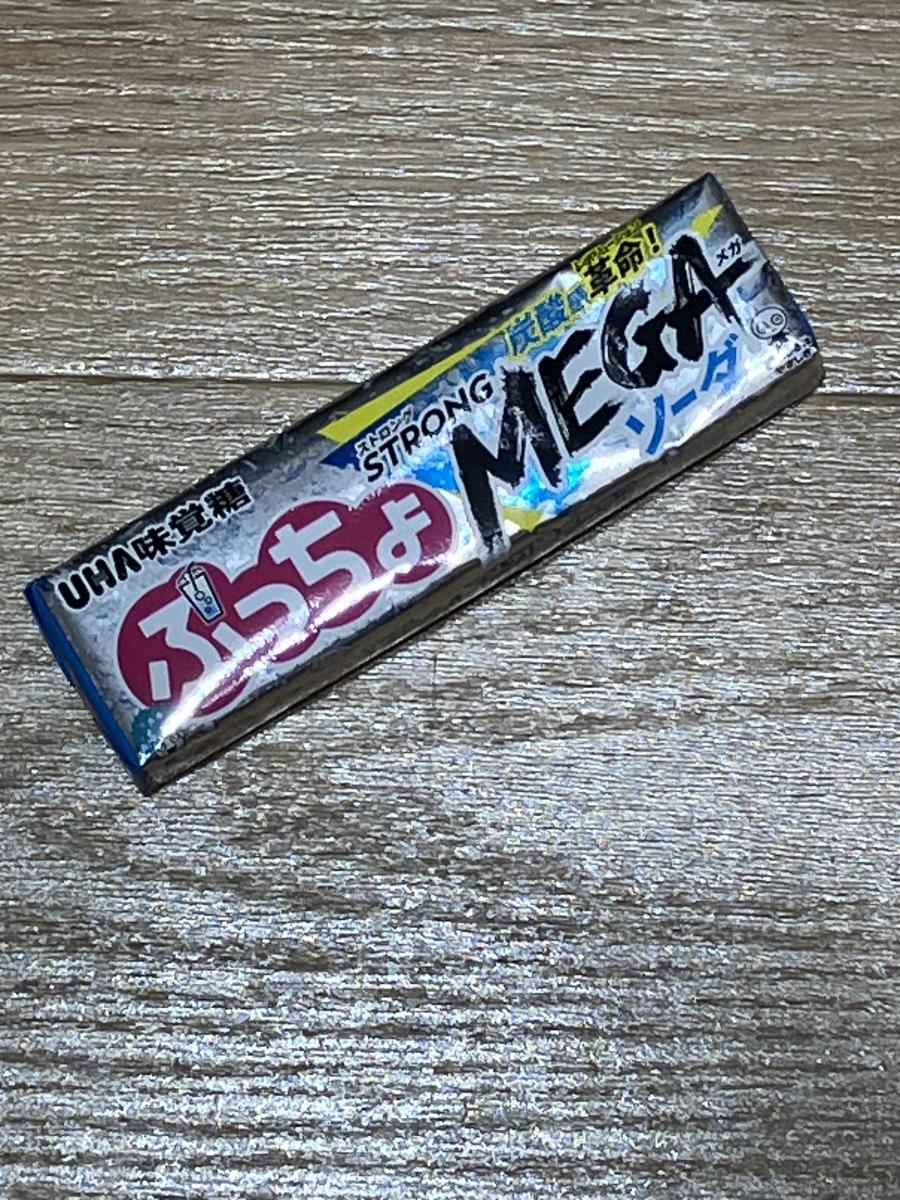 UHA味覚糖
ぷっちょ
ストロング
STRONG
炭酸感革命!
MEGA
メガ
ソーダ